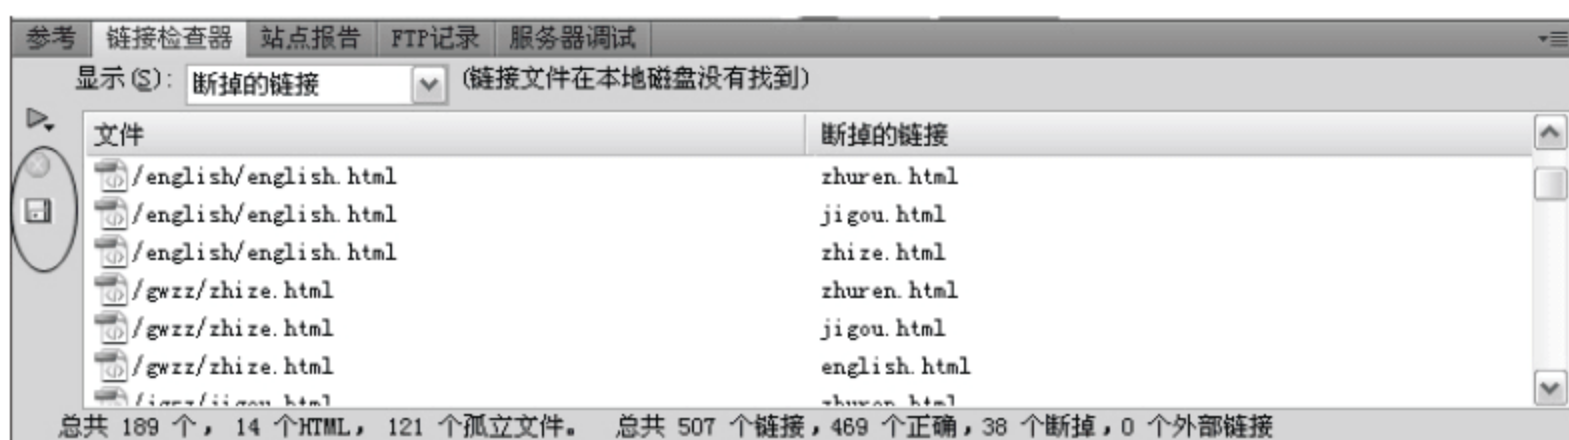 参考 链接检查器 站点报告 FTP记录 服务器调试
显示(S): 断掉的链接 (链接文件在本地磁盘没有找到)
文件 断掉的链接
/english/english.html zhuren.html
/english/english.html jigou.html
/english/english.html zhize.html
/gwzz/zhize.html zhuren.html
/gwzz/zhize.html jigou.html
/gwzz/zhize.html english.html
zhuren.html
总共 189 个, 14 个HTML, 121 个孤立文件。 总共 507 个链接,469 个正确,38 个断掉,0 个外部链接